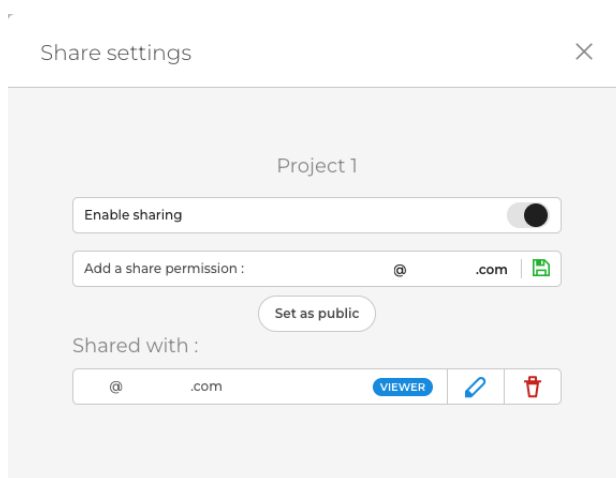 Share settings
Project 1
Enable sharing
Add a share permission : @ .com
Set as public
Shared with :
@ .com VIEWER